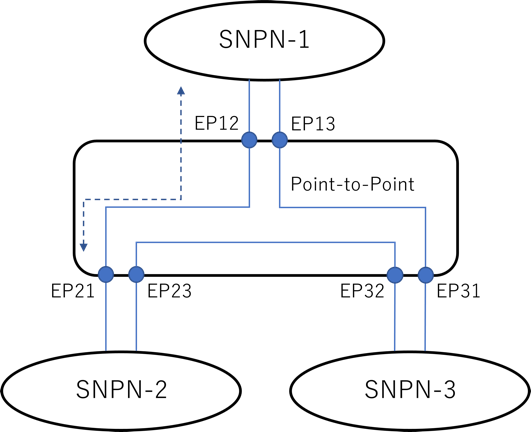 SNPN-1
EP12
EP13
Point-to-Point
EP21
EP23
EP32
EP31
SNPN-2
SNPN-3